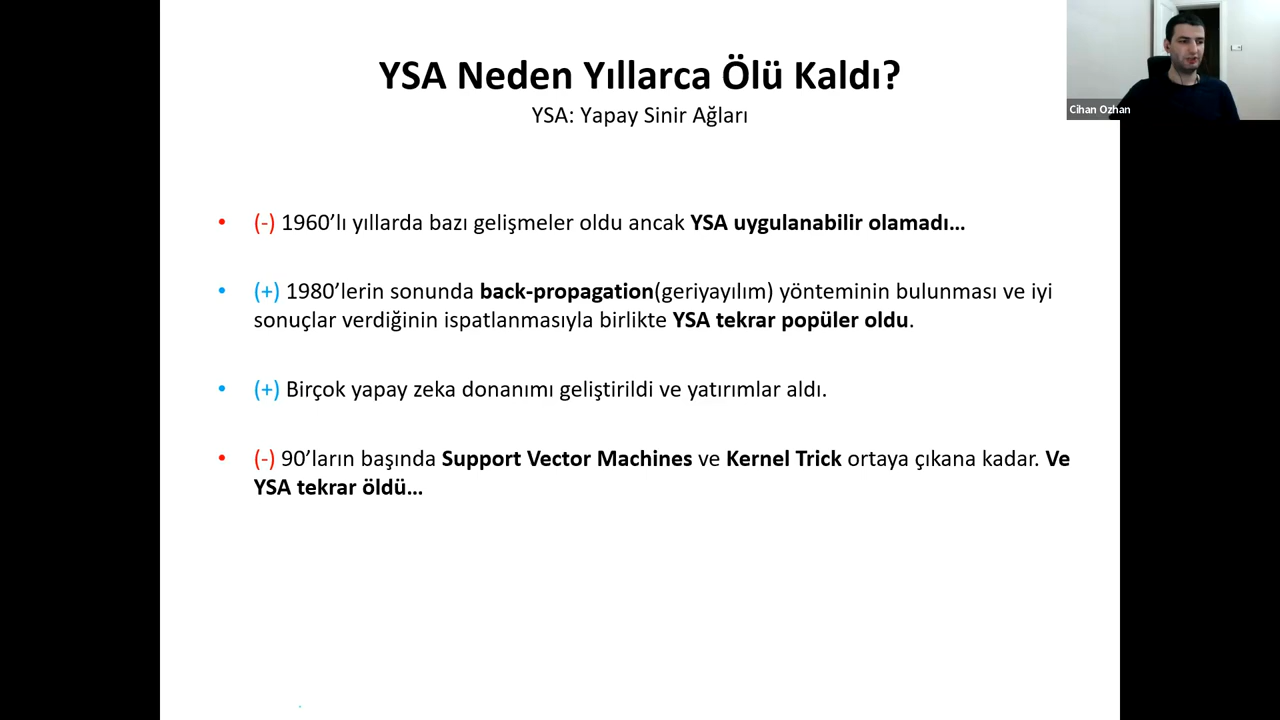 YSA Neden Yıllarca Ölü Kaldı?
YSA: Yapay Sinir Ağları
Cihan Ozhan
• (-) 1960’lı yıllarda bazı gelişmeler oldu ancak YSA uygulanabilir olamadı…
• (+) 1980’lerin sonunda back-propagation(geriyayılım) yönteminin bulunması ve iyi
sonuçlar verdiğinin ispatlanmasıyla birlikte YSA tekrar popüler oldu.
• (+) Birçok yapay zeka donanımı geliştirildi ve yatırımlar aldı.
• (-) 90’ların başında Support Vector Machines ve Kernel Trick ortaya çıkana kadar. Ve
YSA tekrar öldü…